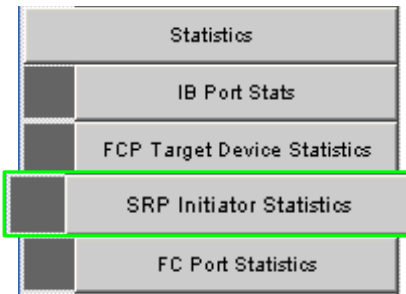 Statistics
IB Port Stats
FCP Target Device Statistics
SRP Initiator Statistics
FC Port Statistics